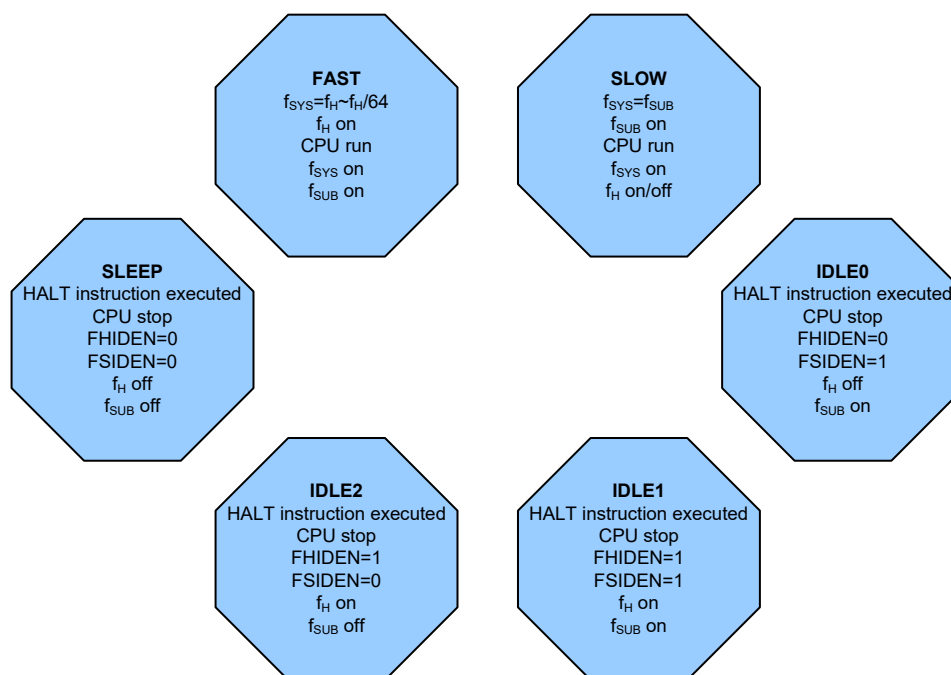 FAST
fSYS=fH~fH/64
fH on
CPU run
fSYS on
fSUB on
SLOW
fSYS=fSUB
fSUB on
CPU run
fSYS on
fH on/off
SLEEP
HALT instruction executed
CPU stop
FHIDEN=0
FSIDEN=0
fH off
fSUB off
IDLE0
HALT instruction executed
CPU stop
FHIDEN=0
FSIDEN=1
fH off
fSUB on
IDLE2
HALT instruction executed
CPU stop
FHIDEN=1
FSIDEN=0
fH on
fSUB off
IDLE1
HALT instruction executed
CPU stop
FHIDEN=1
FSIDEN=1
fH on
fSUB on